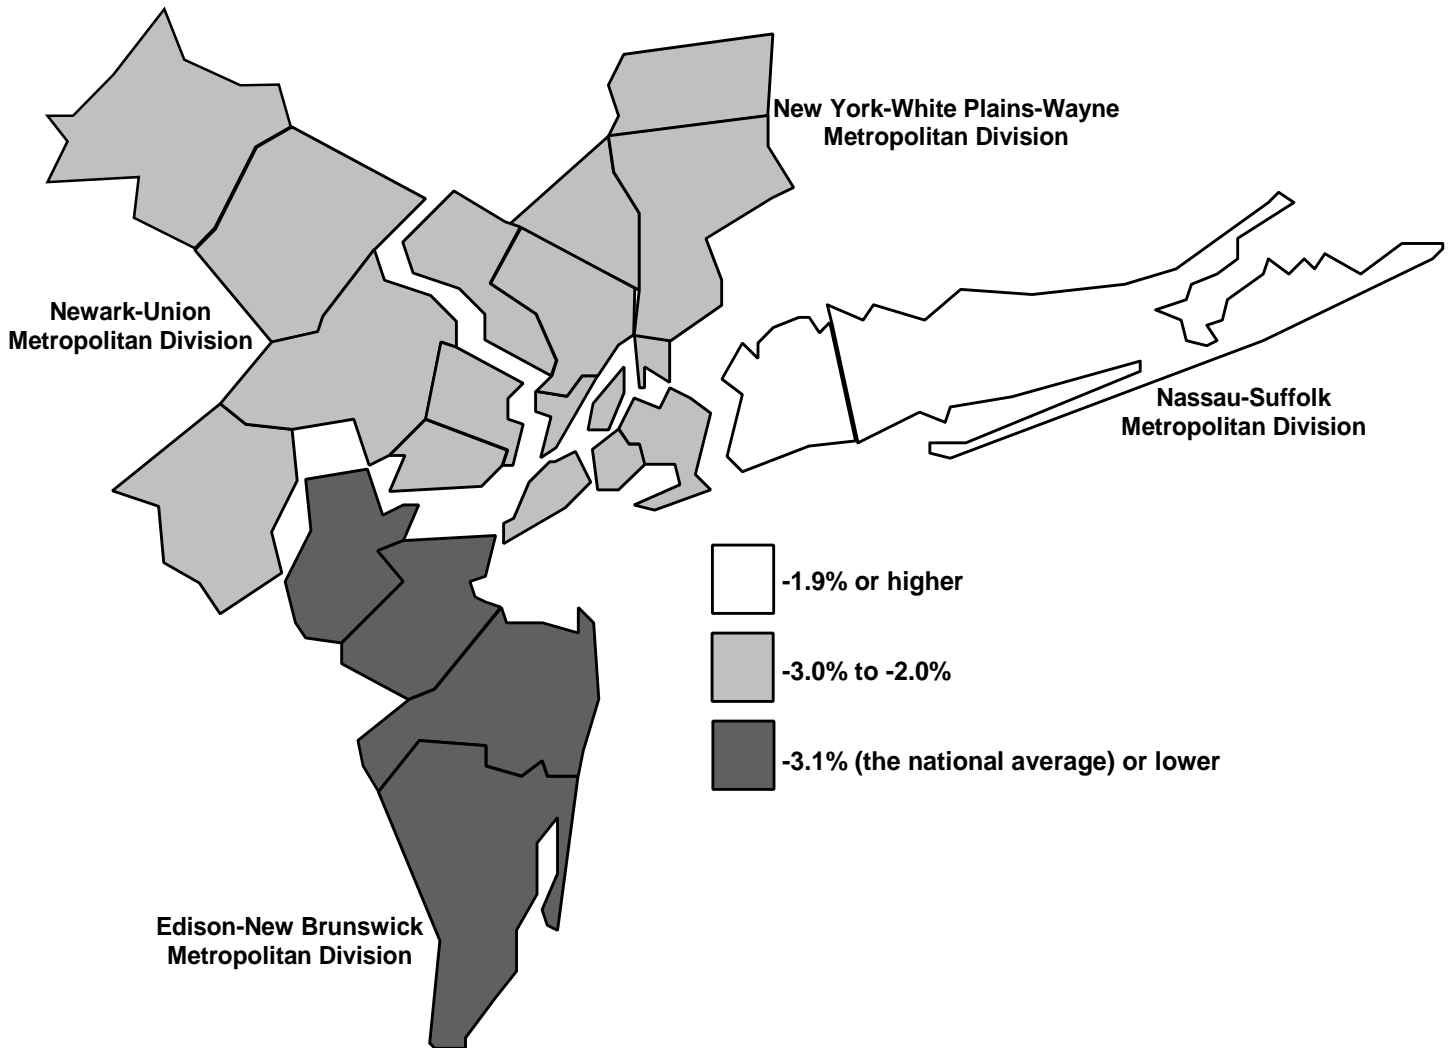 New York-White Plains-Wayne
Metropolitan Division
Newark-Union
Metropolitan Division
Nassau-Suffolk
Metropolitan Division
-1.9% or higher
-3.0% to -2.0%
-3.1% (the national average) or lower
Edison-New Brunswick
Metropolitan Division